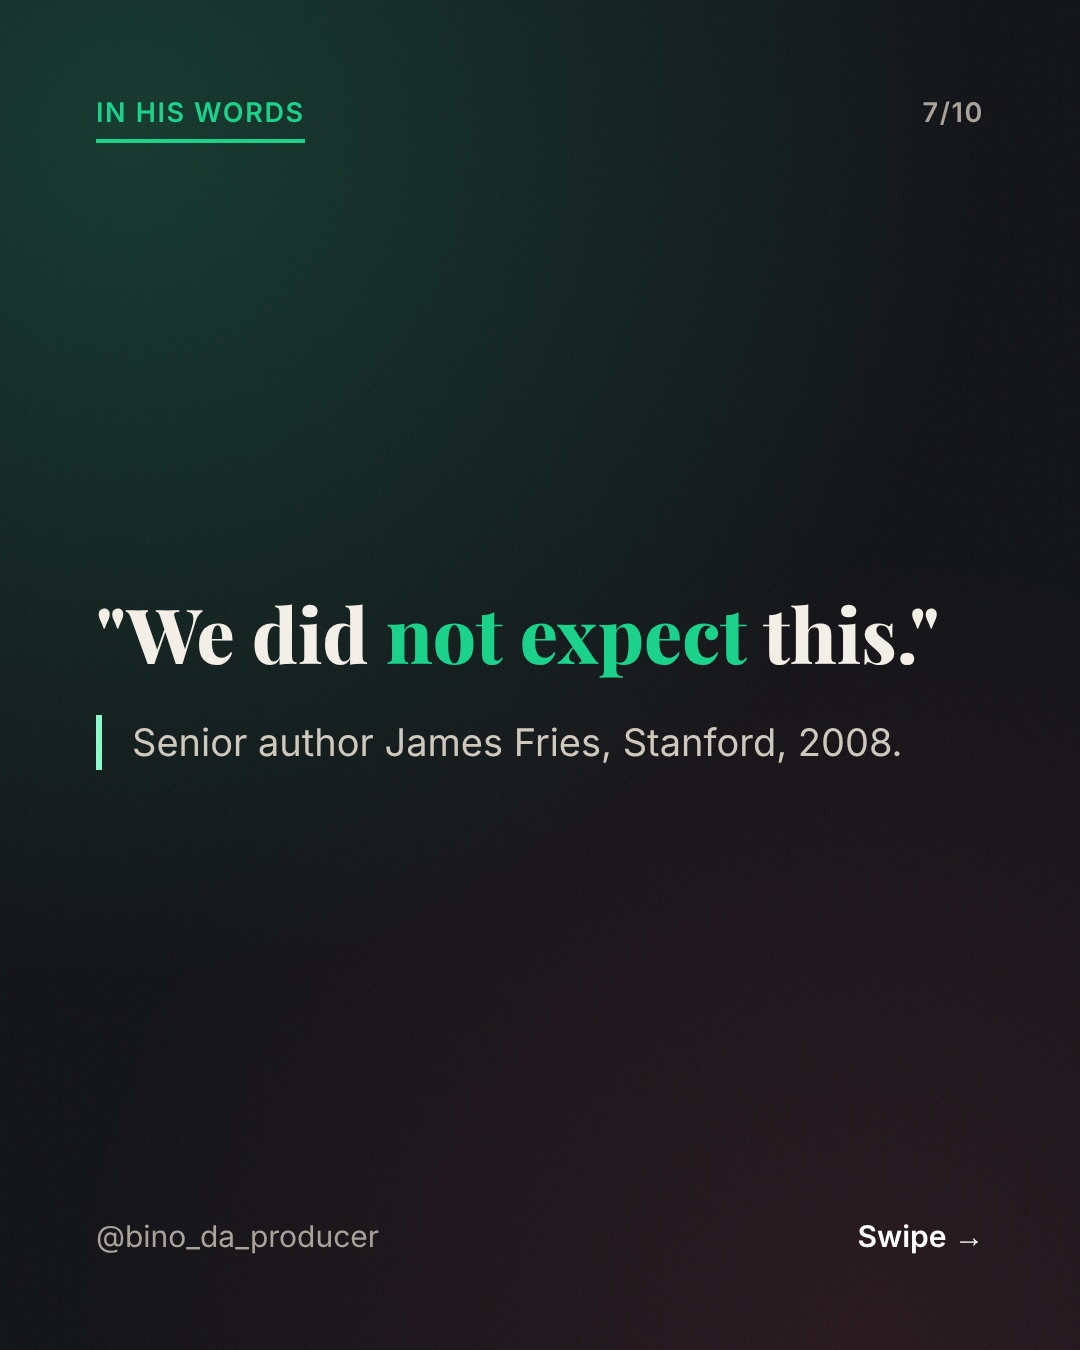 IN HIS WORDS
7/10
"We did not expect this."
Senior author James Fries, Stanford, 2008.
@bino_da_producer
Swipe →